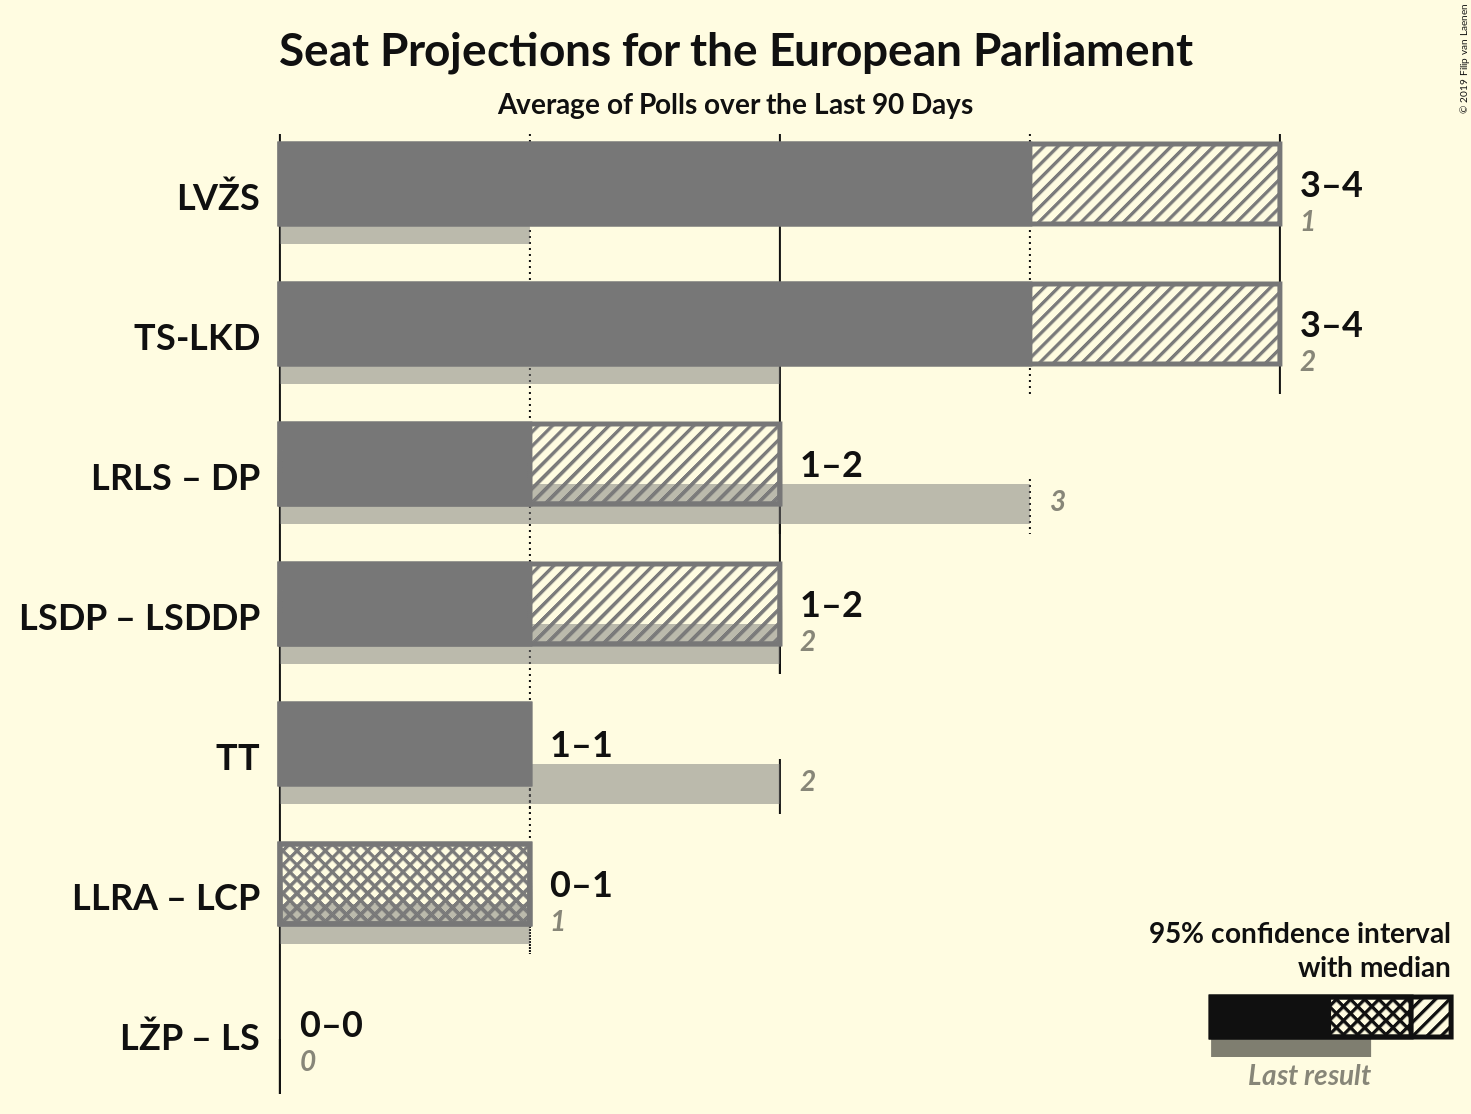 Seat Projections for the European Parliament
Average of Polls over the Last 90 Days
© 2019 Filip van Laenen
LVŽS
3–4
1
TS-LKD
3–4
2
LRLS – DP
1–2
3
LSDP – LSDDP
1–2
2
TT
1–1
2
LLRA – LCP
0–1
1
LŽP – LS
0–0
0
95% confidence interval
with median
Last result